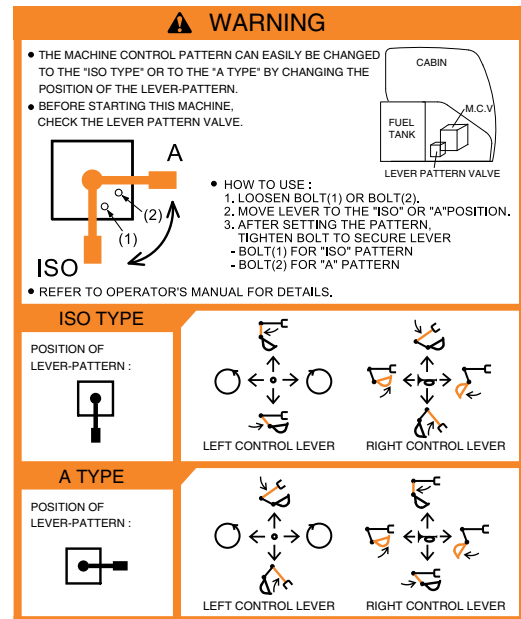 WARNING
• THE MACHINE CONTROL PATTERN CAN EASILY BE CHANGED
TO THE "ISO TYPE" OR TO THE "A TYPE" BY CHANGING THE
POSITION OF THE LEVER-PATTERN.
• BEFORE STARTING THIS MACHINE,
CHECK THE LEVER PATTERN VALVE.
CABIN
M.C.V
FUEL
TANK
LEVER PATTERN VALVE
A
(2)
(1)
ISO
• HOW TO USE :
1. LOOSEN BOLT(1) OR BOLT(2).
2. MOVE LEVER TO THE "ISO" OR "A"POSITION.
3. AFTER SETTING THE PATTERN,
TIGHTEN BOLT TO SECURE LEVER
- BOLT(1) FOR "ISO" PATTERN
- BOLT(2) FOR "A" PATTERN
• REFER TO OPERATOR'S MANUAL FOR DETAILS.
ISO TYPE
POSITION OF
LEVER-PATTERN :
LEFT CONTROL LEVER
RIGHT CONTROL LEVER
A TYPE
POSITION OF
LEVER-PATTERN :
LEFT CONTROL LEVER
RIGHT CONTROL LEVER